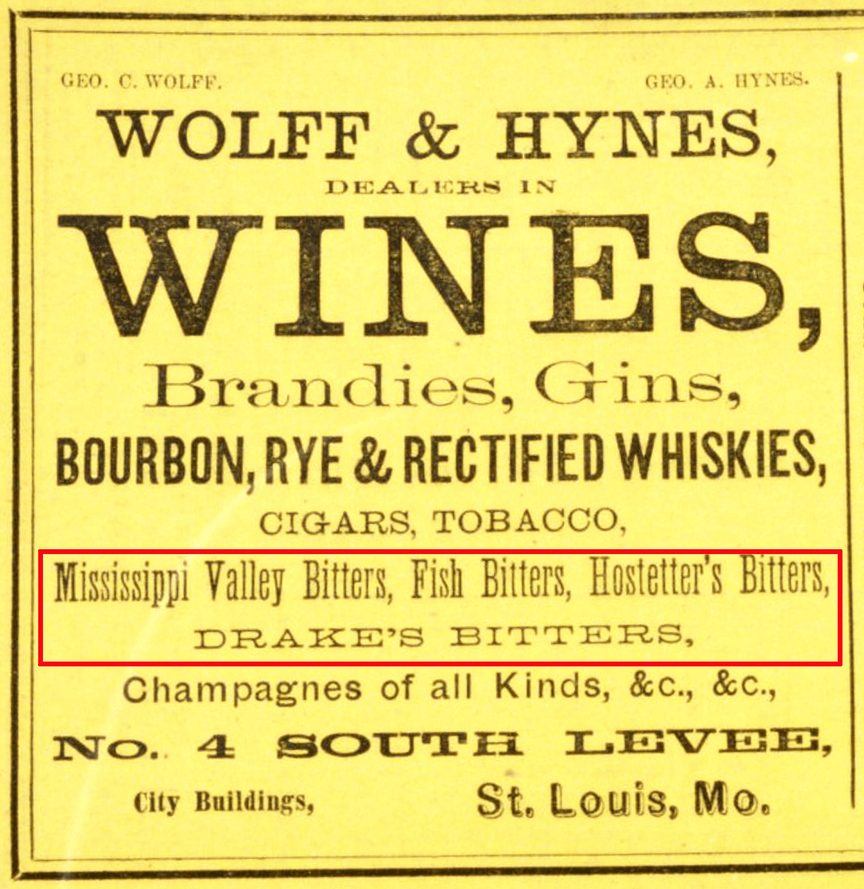 GEO. C. WOLFF. GEO. A. HYNES.
WOLFF & HYNES,
DEALERS IN
WINES,
Brandies, Gins,
BOURBON, RYE & RECTIFIED WHISKIES,
CIGARS, TOBACCO,
Mississippi Valley Bitters, Fish Bitters, Hostetter's Bitters,
DRAKE'S BITTERS,
Champagnes of all Kinds, &c., &c.,
No. 4 SOUTH LEVEE,
City Buildings, St. Louis, Mo.